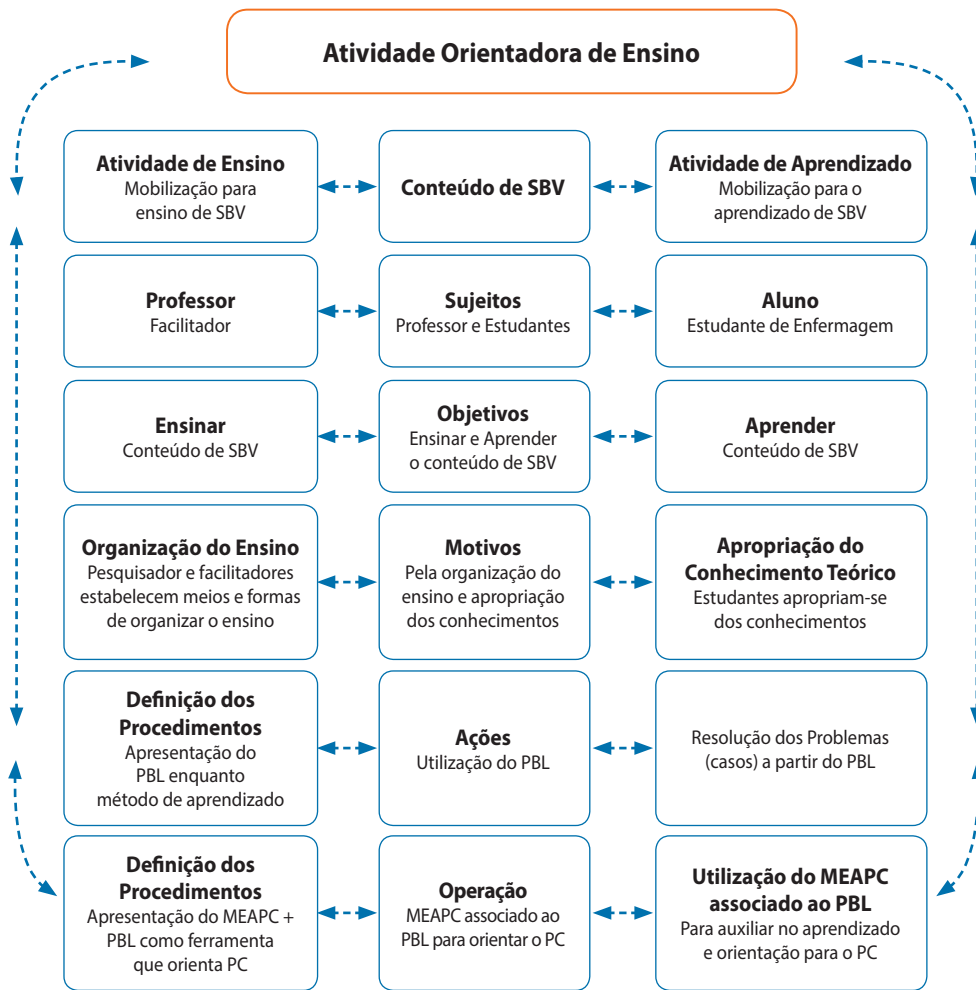 Atividade Orientadora de Ensino
Atividade de Ensino
Mobilização para
ensino de SBV
Conteúdo de SBV
Atividade de Aprendizado
Mobilização para o
aprendizado de SBV
Professor
Facilitador
Sujeitos
Professor e Estudantes
Aluno
Estudante de Enfermagem
Ensinar
Conteúdo de SBV
Objetivos
Ensinar e Aprender
o conteúdo de SBV
Aprender
Conteúdo de SBV
Organização do Ensino
Pesquisador e facilitadores
estabelecem meios e formas
de organizar o ensino
Motivos
Pela organização do
ensino e apropriação
dos conhecimentos
Apropriação do
Conhecimento Teórico
Estudantes apropriam-se
dos conhecimentos
Definição dos
Procedimentos
Apresentação do
PBL enquanto
método de aprendizado
Ações
Utilização do PBL
Resolução dos Problemas
(casos) a partir do PBL
Definição dos
Procedimentos
Apresentação do MEAPC +
PBL como ferramenta
que orienta PC
Operação
MEAPC associado ao
PBL para orientar o PC
Utilização do MEAPC
associado ao PBL
Para auxiliar no aprendizado
e orientação para o PC